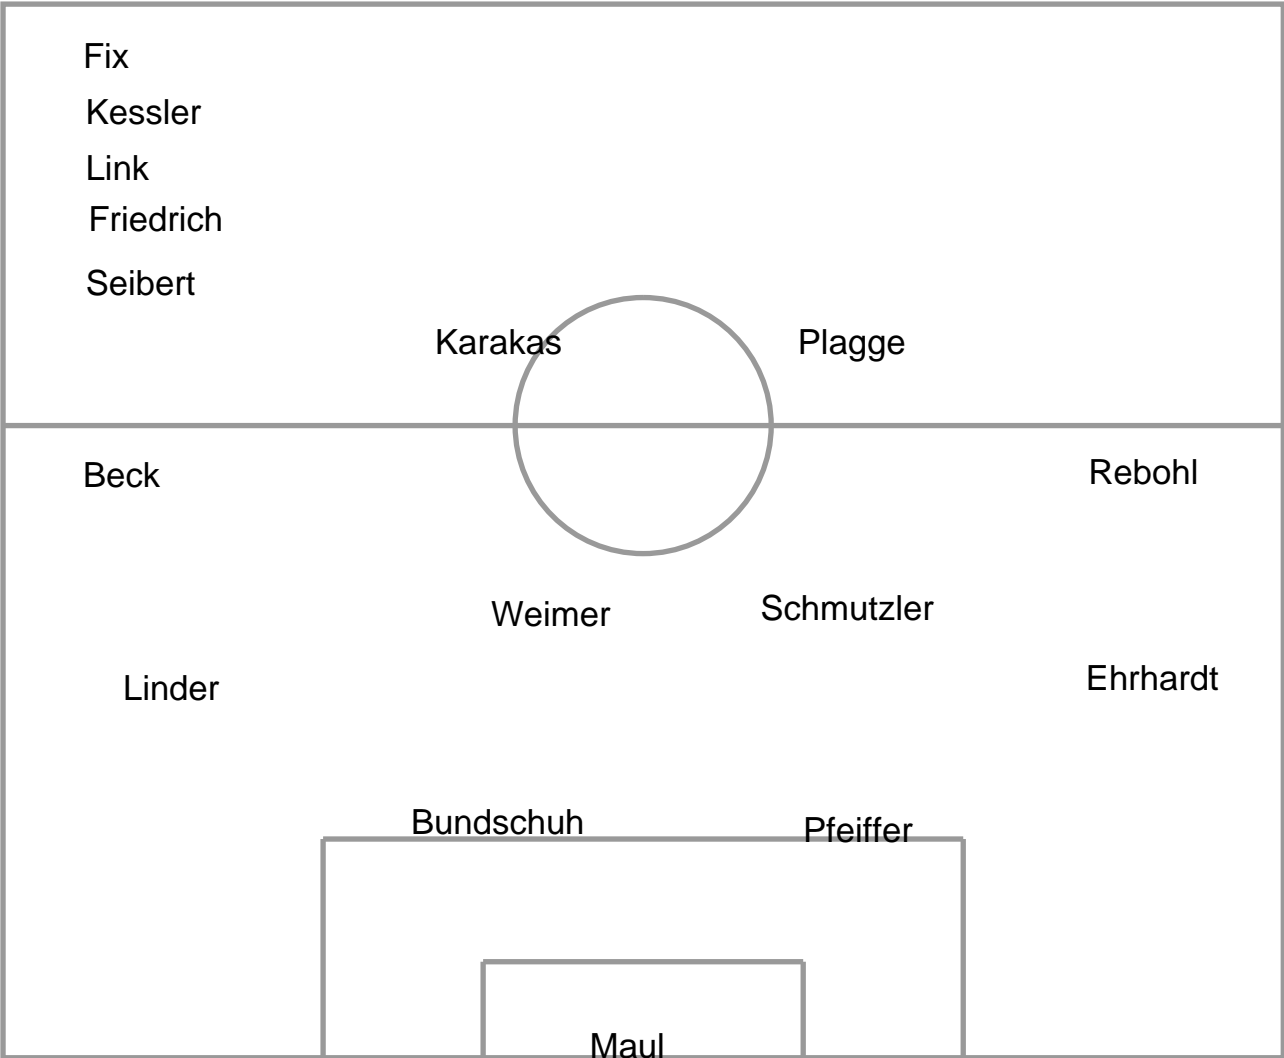 Fix
Kessler
Link
Friedrich
Seibert
Karakas Plagge
Beck Rebohl
Weimer Schmutzler
Linder Ehrhardt
Bundschuh Pfeiffer
Maul